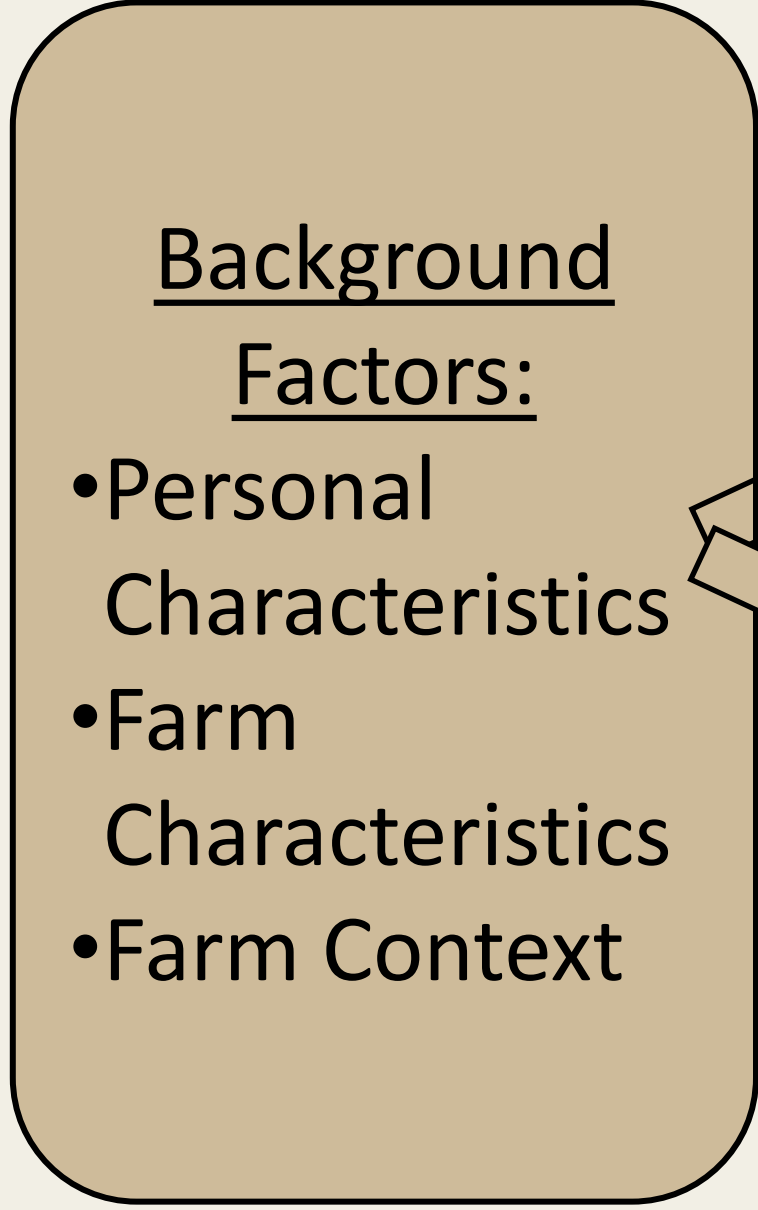 Background
Factors:
•Personal
Characteristics
•Farm
Characteristics
•Farm Context